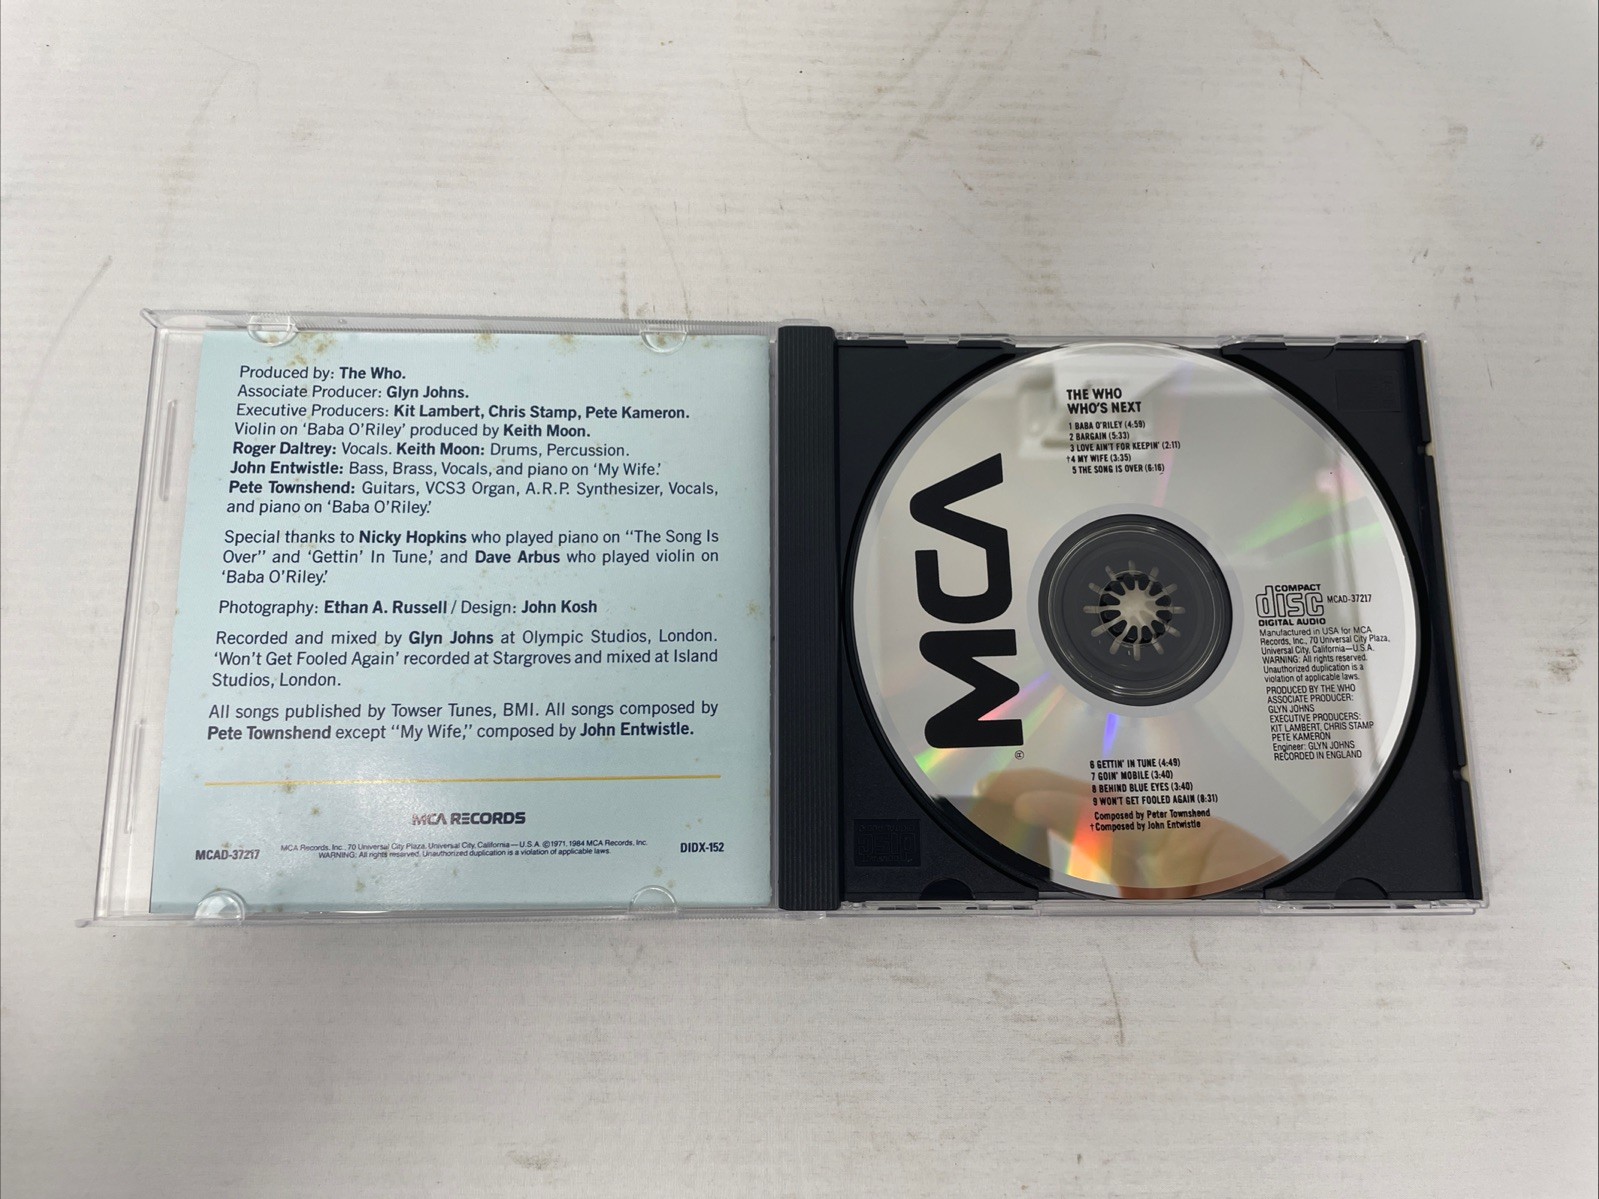 Produced by: The Who.
Associate Producer: Glyn Johns.
Executive Producers: Kit Lambert, Chris Stamp, Pete Kameron.
Violin on ‘Baba O’Riley’ produced by Keith Moon.
Roger Daltrey: Vocals. Keith Moon: Drums, Percussion.
John Entwistle: Bass, Brass, Vocals, and piano on ‘My Wife.’
Pete Townshend: Guitars, VCS3 Organ, A.R.P. Synthesizer, Vocals,
and piano on ‘Baba O’Riley.’
Special thanks to Nicky Hopkins who played piano on “The Song Is
Over” and ‘Gettin’ In Tune,’ and Dave Arbus who played violin on
‘Baba O’Riley.’
Photography: Ethan A. Russell / Design: John Kosh
Recorded and mixed by Glyn Johns at Olympic Studios, London.
‘Won’t Get Fooled Again’ recorded at Stargroves and mixed at Island
Studios, London.
All songs published by Towser Tunes, BMI. All songs composed by
Pete Townshend except “My Wife,” composed by John Entwistle.
MCA RECORDS
MCAD-37217
MCA Records, Inc., 70 Universal City Plaza, Universal City, California—U.S.A. ©1971, 1984 MCA Records, Inc.
WARNING: All rights reserved. Unauthorized duplication is a violation of applicable laws.
DIDX-152
THE WHO
WHO'S NEXT
1 BABA O'RILEY (4:59)
2 BARGAIN (5:33)
3 LOVE AIN'T FOR KEEPIN' (2:11)
†4 MY WIFE (3:35)
5 THE SONG IS OVER (6:16)
MCA
®
COMPACT
disc
DIGITAL AUDIO
MCAD-37217
Manufactured in USA for MCA
Records, Inc., 70 Universal City Plaza,
Universal City, California—U.S.A.
WARNING: All rights reserved.
Unauthorized duplication is a
violation of applicable laws.
PRODUCED BY THE WHO
ASSOCIATE PRODUCER:
GLYN JOHNS
EXECUTIVE PRODUCERS:
KIT LAMBERT, CHRIS STAMP
PETE KAMERON
Engineer: GLYN JOHNS
RECORDED IN ENGLAND
6 GETTIN' IN TUNE (4:49)
7 GOIN' MOBILE (3:40)
8 BEHIND BLUE EYES (3:40)
9 WON'T GET FOOLED AGAIN (8:31)
Composed by Peter Townshend
†Composed by John Entwistle